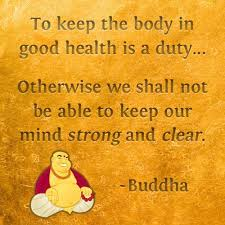 To keep the body in
good health is a duty...
Otherwise we shall not
be able to keep our
mind strong and clear.
-Buddha